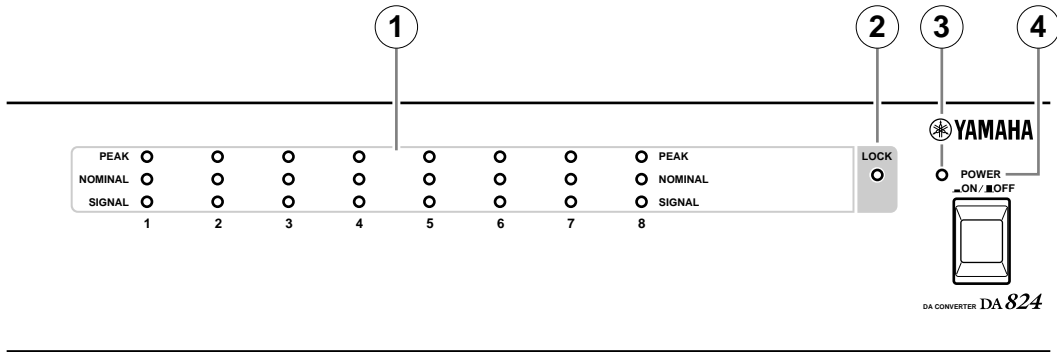 1 2 3 4
YAMAHA
PEAK PEAK LOCK
NOMINAL NOMINAL POWER
ON/ OFF
SIGNAL SIGNAL
1 2 3 4 5 6 7 8
DA CONVERTER DA824